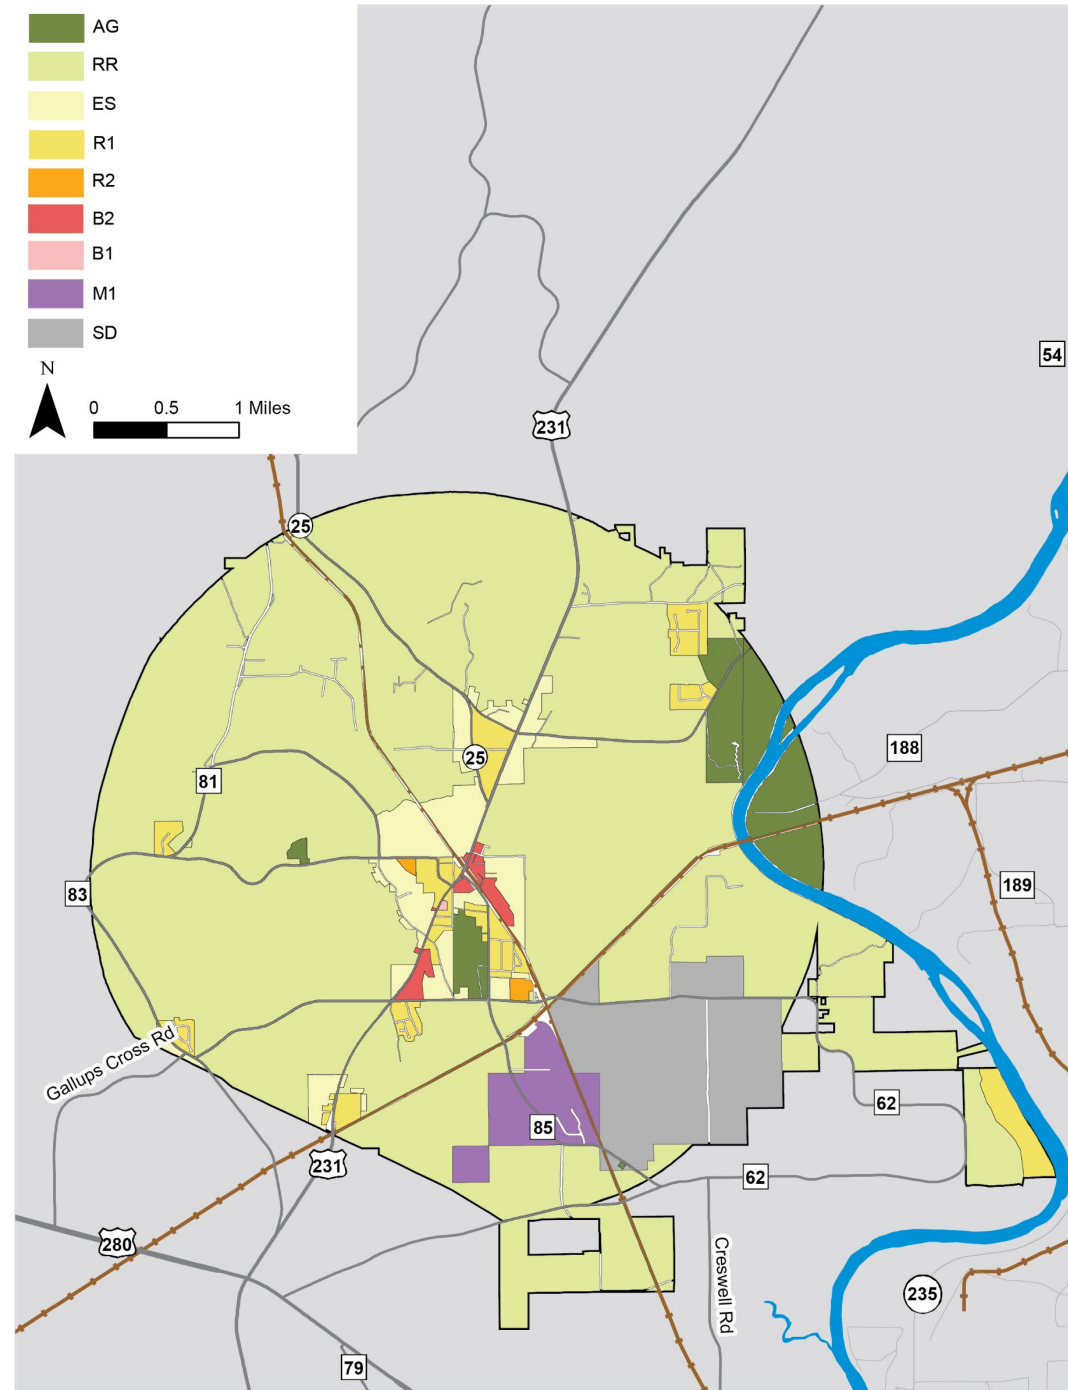 AG
RR
ES
R1
R2
B2
B1
M1
SD
N
0 0.5 1 Miles
54
231
25
188
25
81
189
83
Gallups Cross Rd
62
85
231
62
280
Creswell Rd
235
79